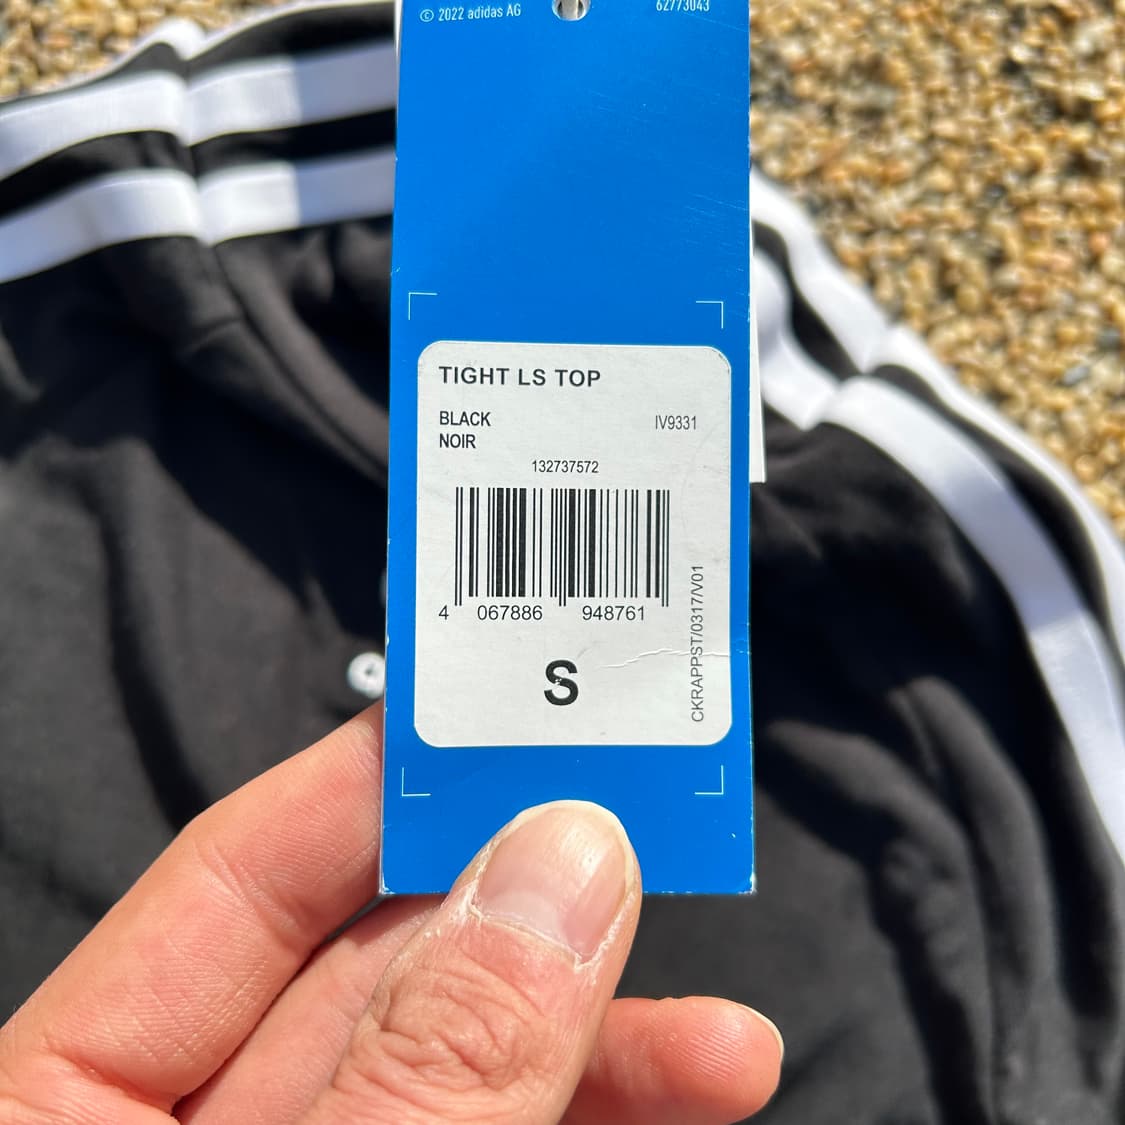 © 2022 adidas AG 62773043
TIGHT LS TOP
BLACK IV9331
NOIR
132737572
4 067886 948761
S
CKRAPPST/0317/V01